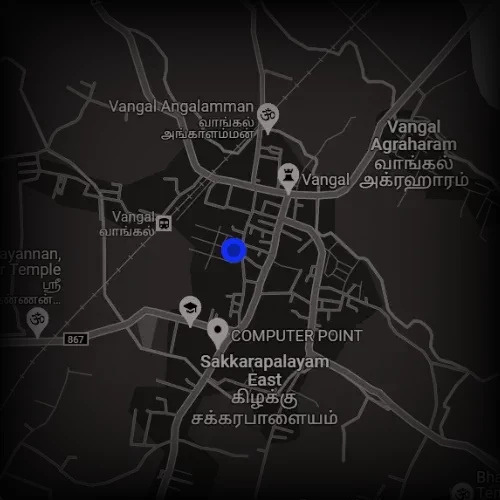 Vangal Angalamman
வாங்கல்
அங்காளம்மன்
Vangal
Agraharam
வாங்கல்
அக்ரஹாரம்
Vangal
Vangal
வாங்கல்
ayannan,
Temple
ஸ்ரீ
867
COMPUTER POINT
Sakkarapalayam
East
கிழக்கு
சக்கரபாளையம்